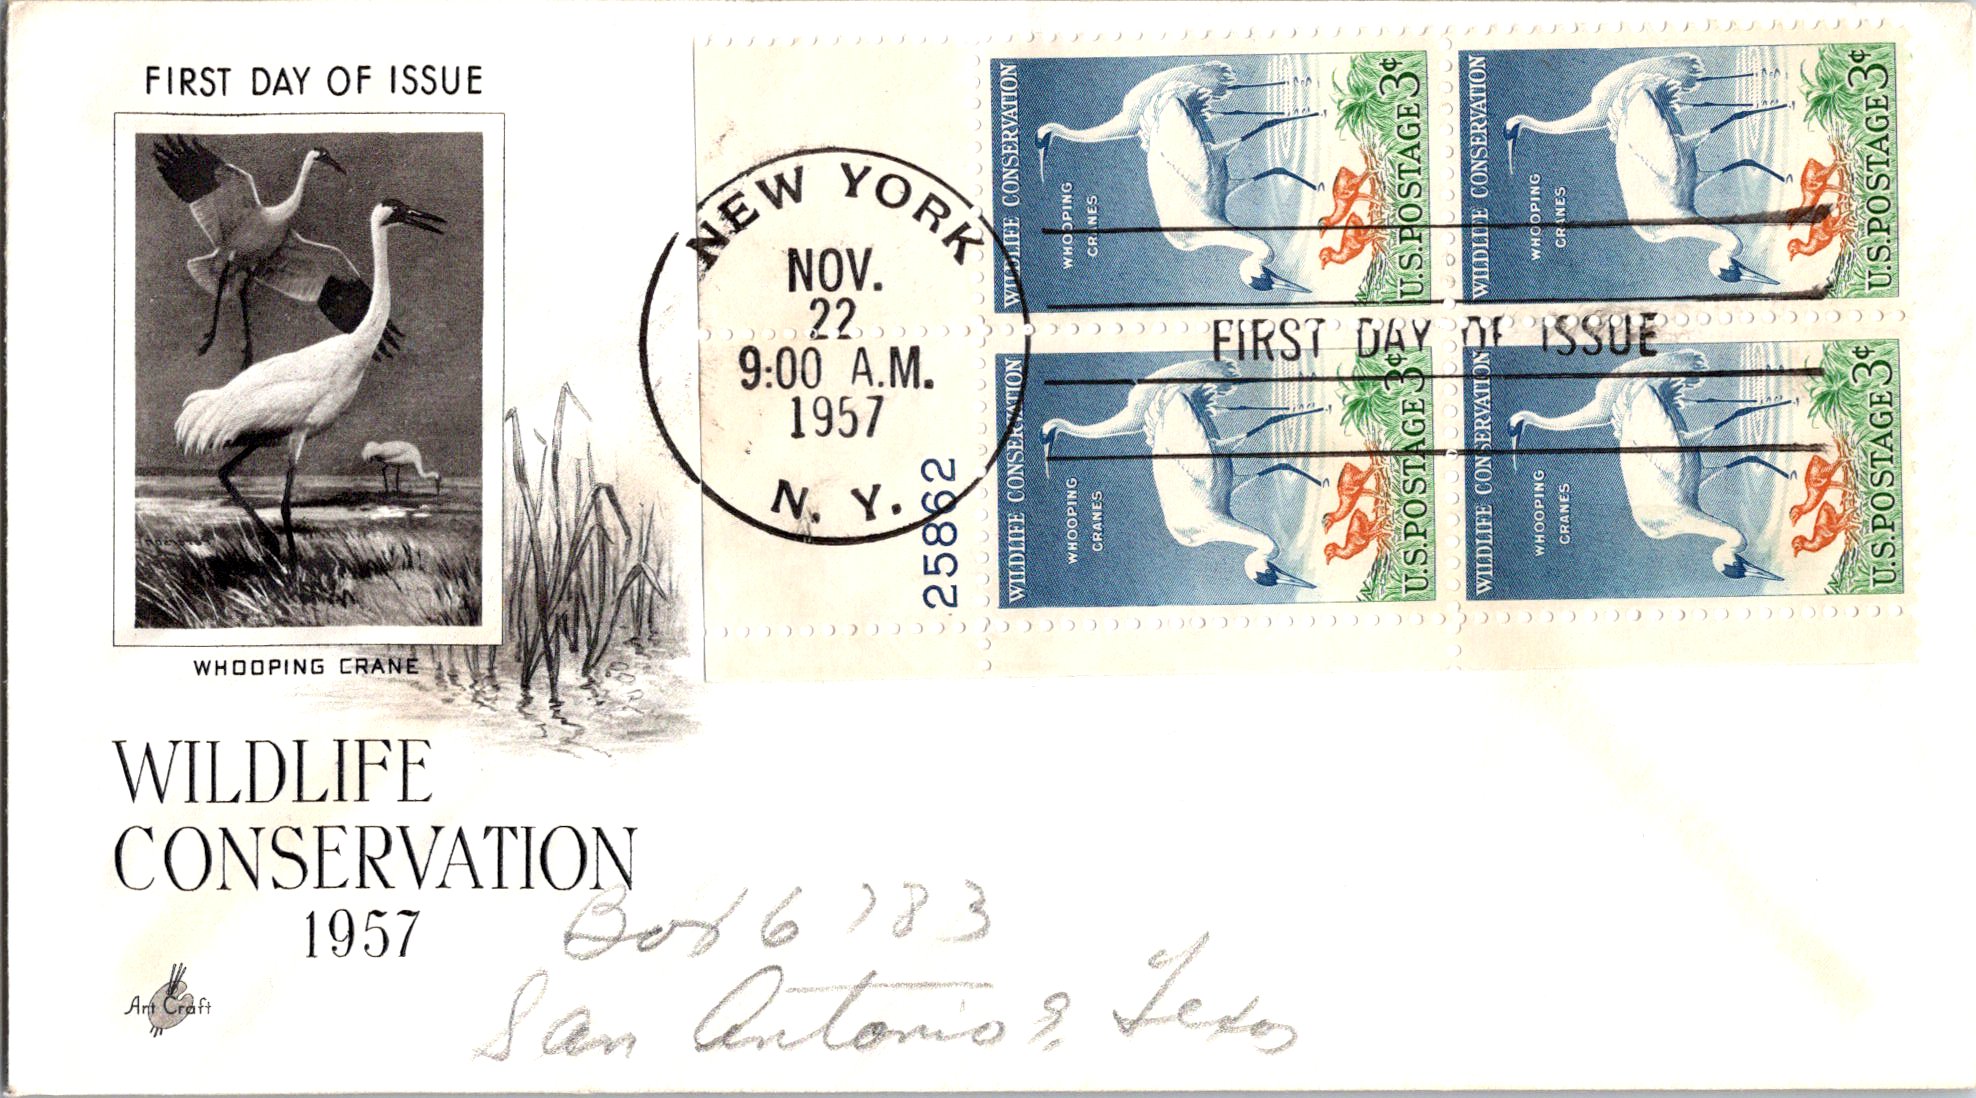 FIRST DAY OF ISSUE
WHOOPING CRANE
WILDLIFE
CONSERVATION
1957
Art Craft
NEW YORK
NOV.
22
9:00 A.M.
1957
N. Y.
25862
WILDLIFE CONSERVATION
WHOOPING
CRANES
U.S.POSTAGE 3¢
WILDLIFE CONSERVATION
WHOOPING
CRANES
U.S.POSTAGE 3¢
FIRST DAY OF ISSUE
WILDLIFE CONSERVATION
WHOOPING
CRANES
U.S.POSTAGE 3¢
WILDLIFE CONSERVATION
WHOOPING
CRANES
U.S.POSTAGE 3¢
Box 6783
San Antonio Texas